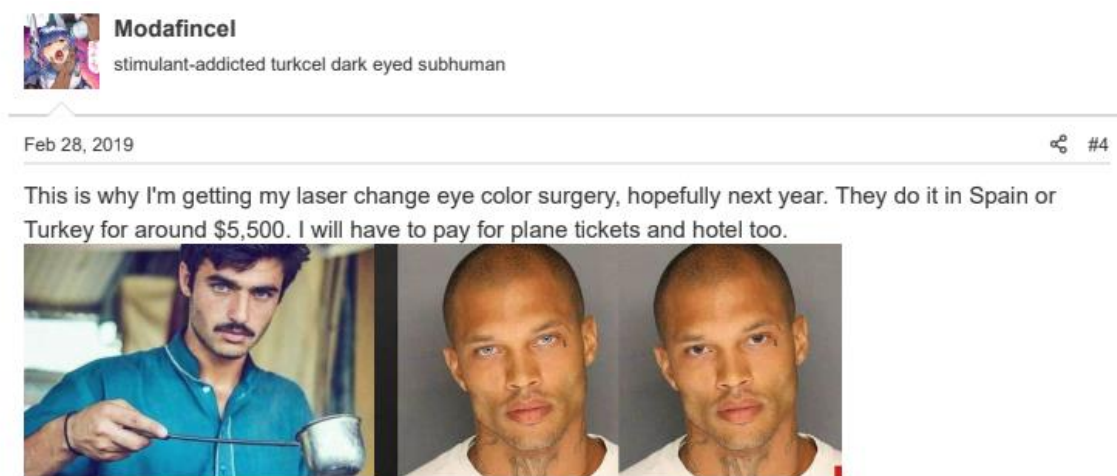 Modafincel
stimulant-addicted turkcel dark eyed subhuman
Feb 28, 2019
#4
This is why I'm getting my laser change eye color surgery, hopefully next year. They do it in Spain or
Turkey for around $5,500. I will have to pay for plane tickets and hotel too.